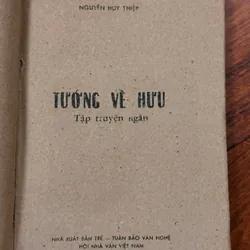 NGUYỄN HUY THIỆP
TƯỚNG VỀ HƯU
Tập truyện ngắn
NHÀ XUẤT BẢN TRẺ — TUẦN BÁO VĂN NGHỆ
HỘI NHÀ VĂN VIỆT NAM